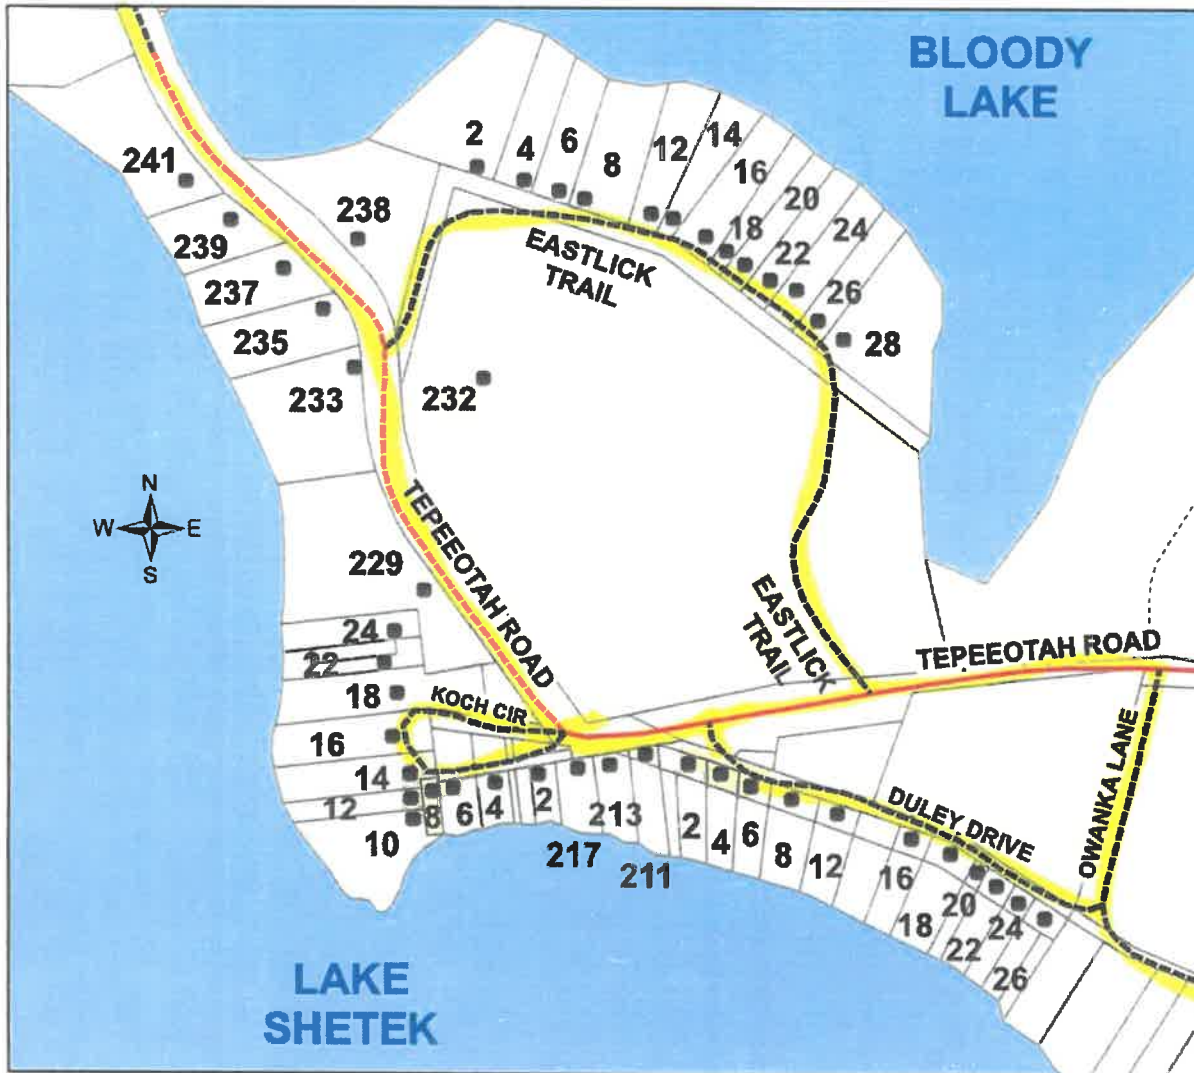 BLOODY
LAKE
2
4
6
8
12
14
16
18
20
22
24
26
28
241
239
237
235
233
238
232
EASTLICK
TRAIL
N
W E
S
TEPEEOTAH ROAD
229
24
22
18
16
14
12
10
KOCH CIR
8
6
4
2
217
213
211
EASTLICK
TRAIL
TEPEEOTAH ROAD
2
4
6
8
12
16
18
20
22
24
26
DULEY DRIVE
OWANKA LANE
LAKE
SHETEK